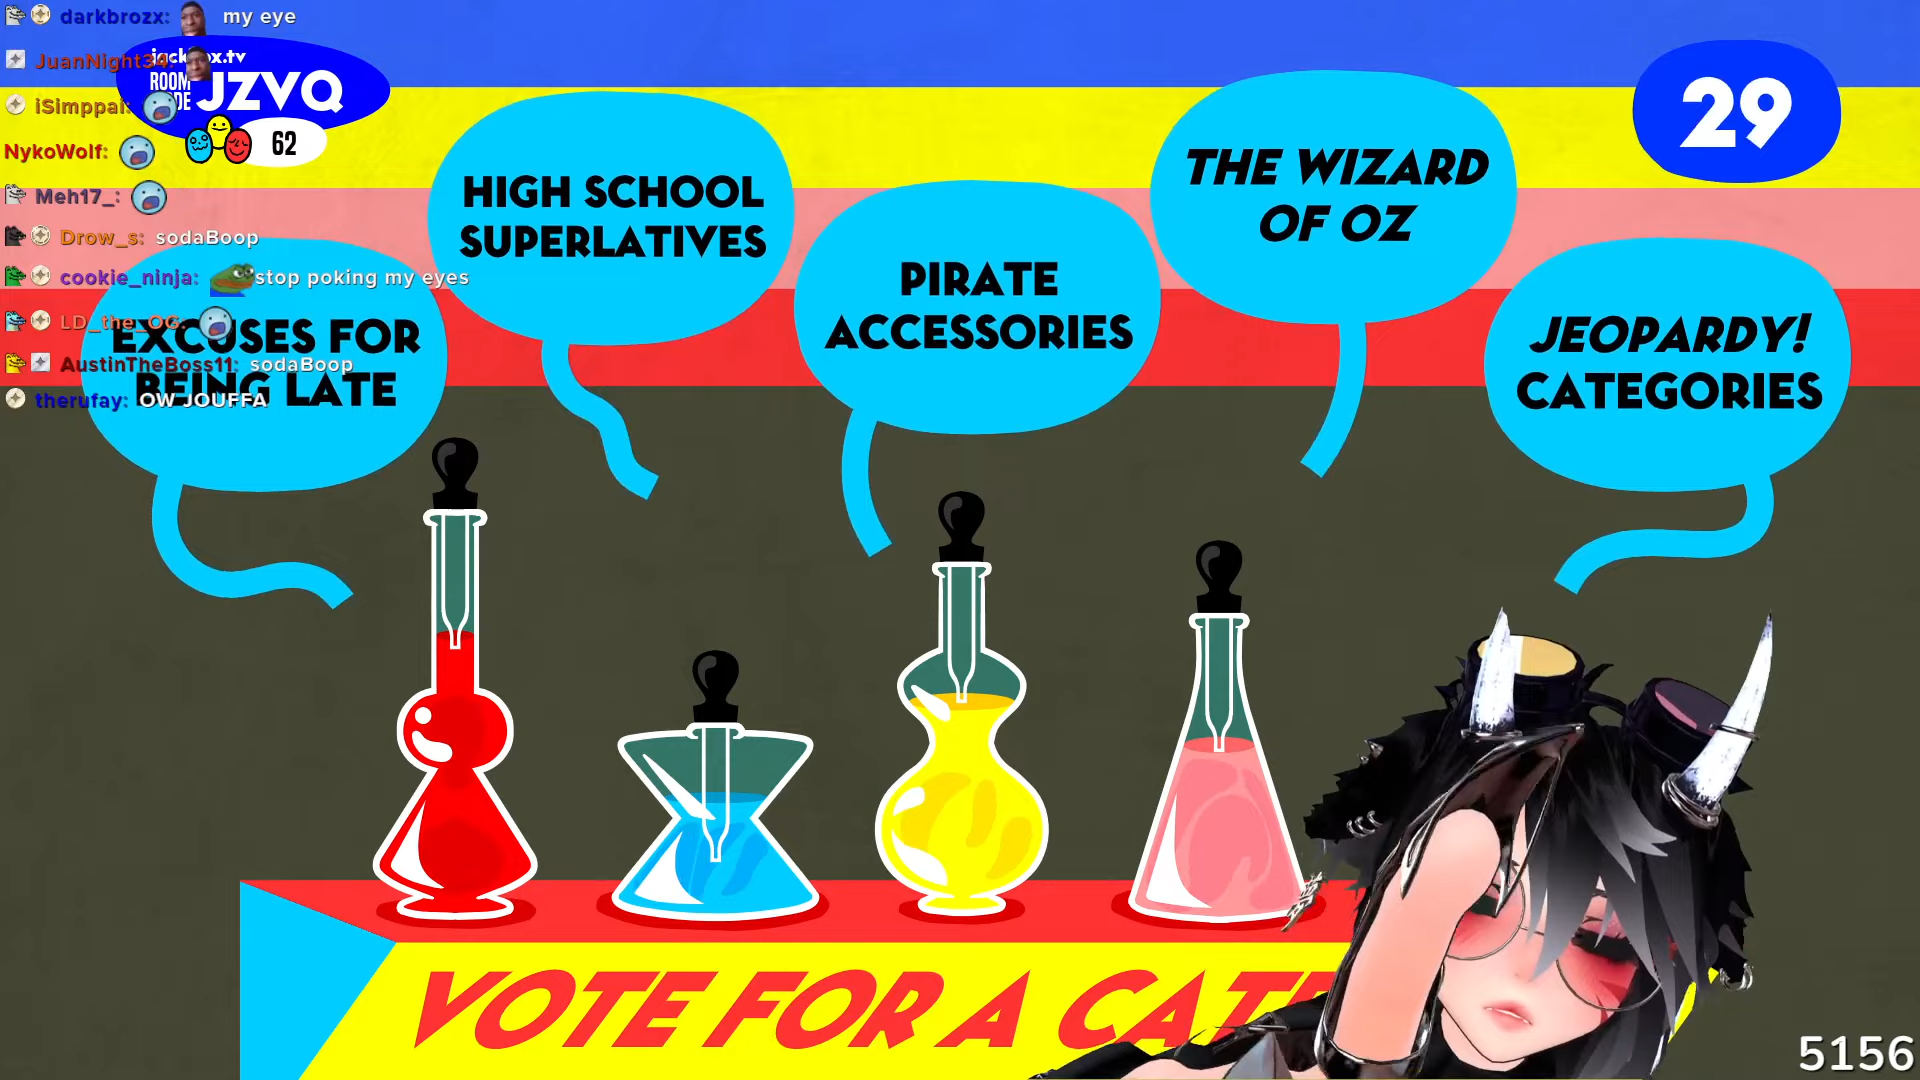 darkbrozx: my eye
jackbox.tv
JuanNight34:
ROOM
CODE
JZVQ
iSimppai:
NykoWolf:
62
Meh17_:
Drow_s: sodaBoop
cookie_ninja: stop poking my eyes
LD_the_OG:
AustinTheBoss11: sodaBoop
therufay: OW JOUFFA
EXCUSES FOR
BEING LATE
HIGH SCHOOL
SUPERLATIVES
PIRATE
ACCESSORIES
THE WIZARD
OF OZ
JEOPARDY!
CATEGORIES
29
VOTE FOR A CATE
5156